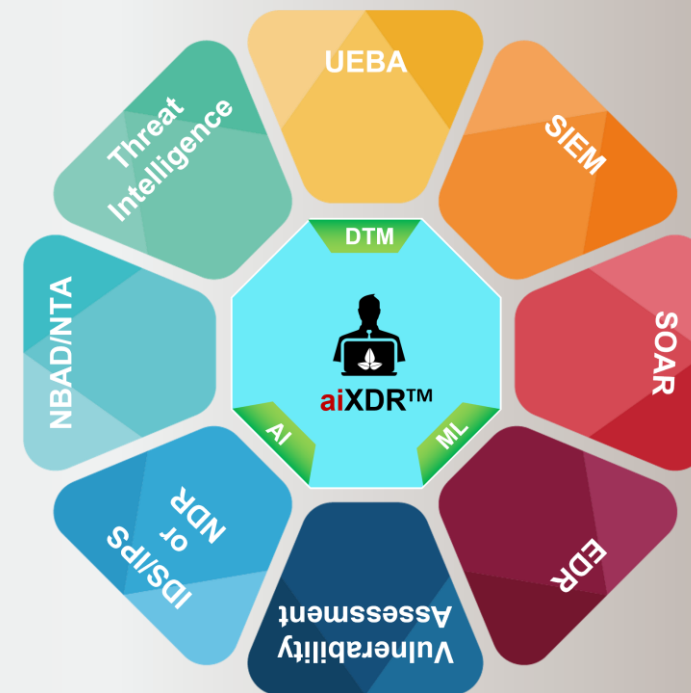 UEBA
SIEM
SOAR
EDR
Vulnerability
Assessment
IDS/IPS
or
NDR
NBAD/NTA
Threat
Intelligence
DTM
aiXDR™
AI
ML